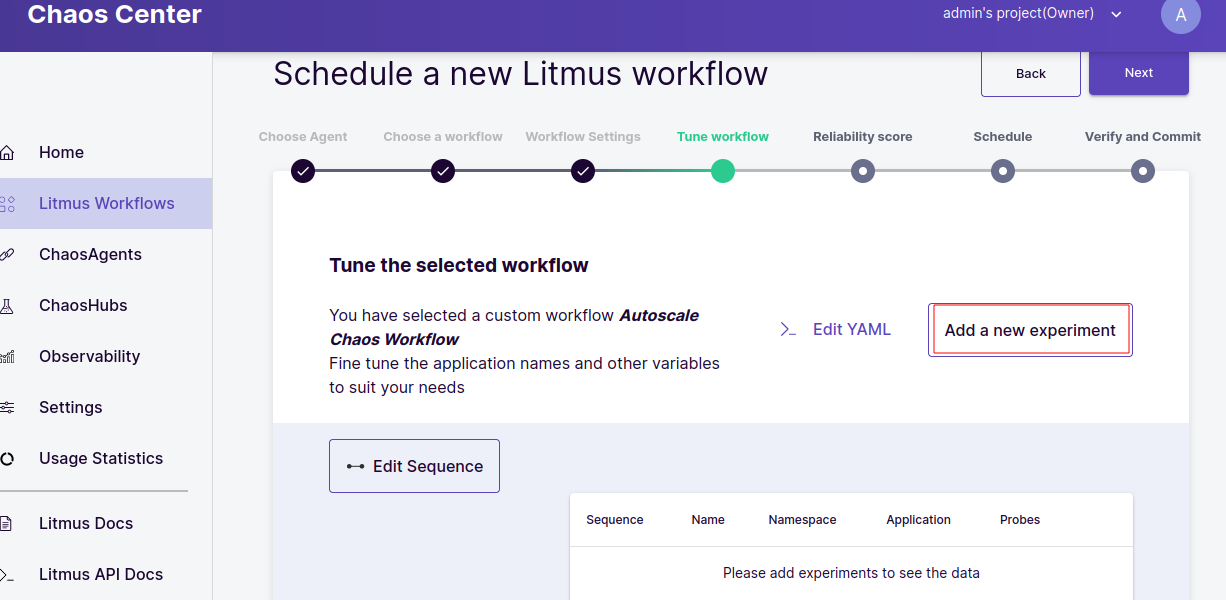 Chaos Center
admin's project(Owner)
A
Schedule a new Litmus workflow
Back
Next
Choose Agent
Choose a workflow
Workflow Settings
Tune workflow
Reliability score
Schedule
Verify and Commit
Home
Litmus Workflows
ChaosAgents
ChaosHubs
Observability
Settings
Usage Statistics
Litmus Docs
Litmus API Docs
Tune the selected workflow
You have selected a custom workflow Autoscale
Chaos Workflow
Fine tune the application names and other variables
to suit your needs
Edit YAML
Add a new experiment
Edit Sequence
Sequence Name Namespace Application Probes
Please add experiments to see the data